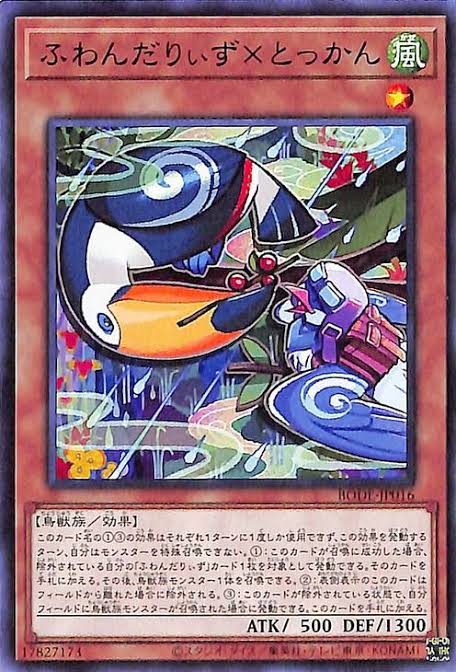 ふわんだりぃず×とっかん
風
BODE-JP016
【鳥獣族/効果】
このカード名の①③の効果はそれぞれ1ターンに1度しか使用できず、この効果を発動する
ターン、自分はモンスターを特殊召喚できない。①:このカードが召喚に成功した場合、
除外されている自分の「ふわんだりぃず」カード1枚を対象として発動できる。そのカードを
手札に加える。その後、鳥獣族モンスター1体を召喚できる。②:表側表示のこのカードは
フィールドから離れた場合に除外される。③:このカードが除外されている状態で、自分
フィールドに鳥獣族モンスターが召喚された場合に発動できる。このカードを手札に加える。
ATK/ 500 DEF/1300
17827173
©スタジオ・ダイス/集英社・テレビ東京・KONAMI